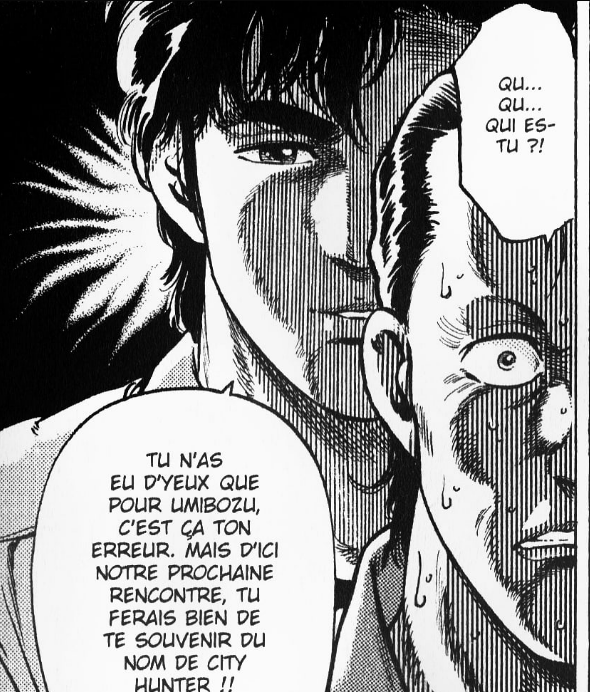 QU...
QU...
QUI ES-
TU ?!
TU N'AS
EU D'YEUX QUE
POUR UMIBOZU,
C'EST ÇA TON
ERREUR. MAIS D'ICI
NOTRE PROCHAINE
RENCONTRE, TU
FERAIS BIEN DE
TE SOUVENIR DU
NOM DE CITY
HUNTER !!